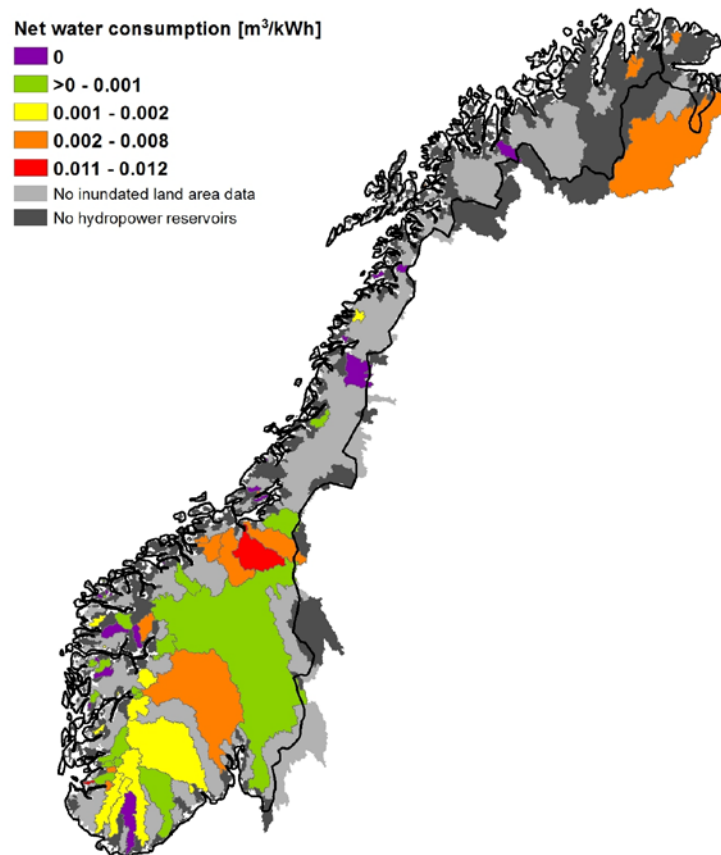 Net water consumption [m³/kWh]
0
>0 - 0.001
0.001 - 0.002
0.002 - 0.008
0.011 - 0.012
No inundated land area data
No hydropower reservoirs